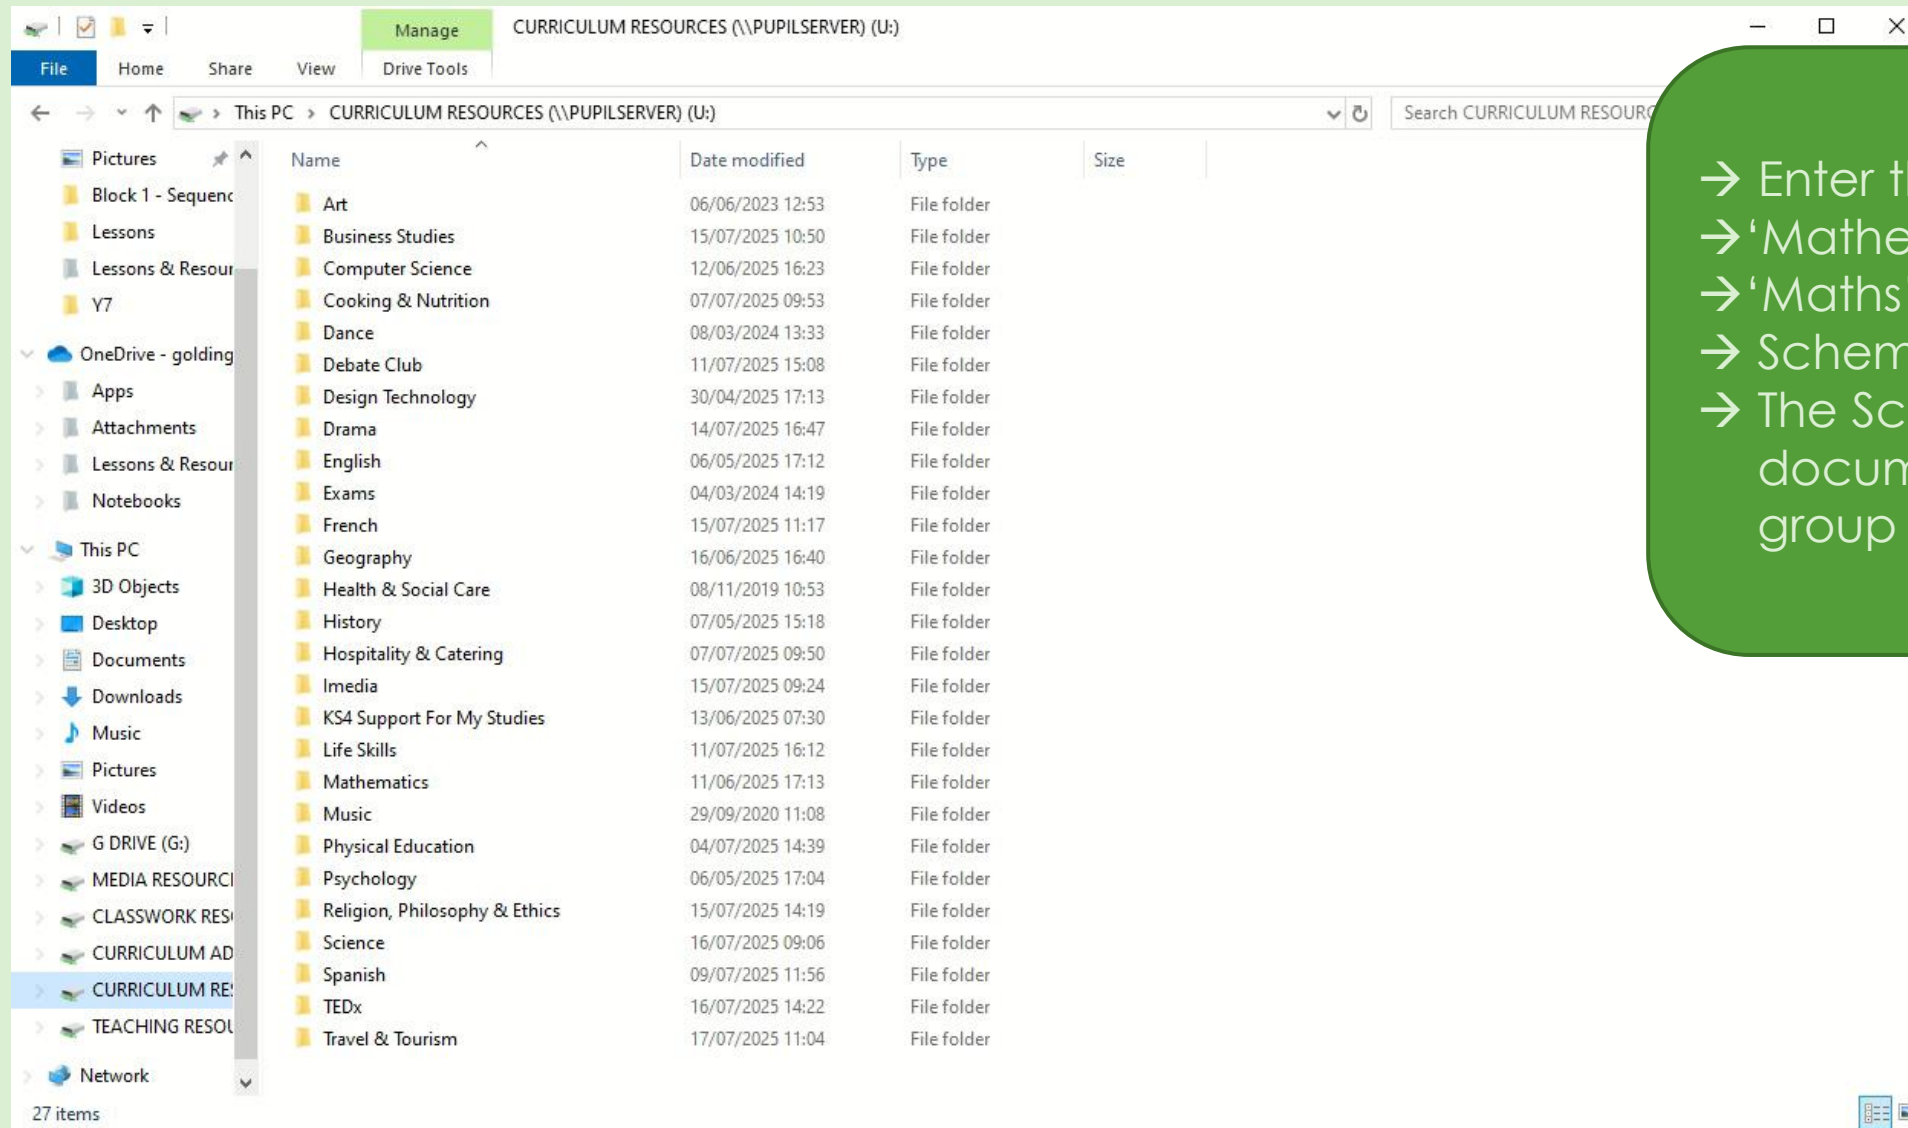 Manage CURRICULUM RESOURCES (\\PUPILSERVER) (U:)
File Home Share View Drive Tools
This PC > CURRICULUM RESOURCES (\\PUPILSERVER) (U:)
Search CURRICULUM RESOURC
Pictures
Block 1 - Sequenc
Lessons
Lessons & Resour
Y7
OneDrive - golding
Apps
Attachments
Lessons & Resour
Notebooks
This PC
3D Objects
Desktop
Documents
Downloads
Music
Pictures
Videos
G DRIVE (G:)
MEDIA RESOURCI
CLASSWORK RES
CURRICULUM AD
CURRICULUM RE
TEACHING RESOU
Network
27 items
Name Date modified Type Size
Art 06/06/2023 12:53 File folder
Business Studies 15/07/2025 10:50 File folder
Computer Science 12/06/2025 16:23 File folder
Cooking & Nutrition 07/07/2025 09:53 File folder
Dance 08/03/2024 13:33 File folder
Debate Club 11/07/2025 15:08 File folder
Design Technology 30/04/2025 17:13 File folder
Drama 14/07/2025 16:47 File folder
English 06/05/2025 17:12 File folder
Exams 04/03/2024 14:19 File folder
French 15/07/2025 11:17 File folder
Geography 16/06/2025 16:40 File folder
Health & Social Care 08/11/2019 10:53 File folder
History 07/05/2025 15:18 File folder
Hospitality & Catering 07/07/2025 09:50 File folder
Imedia 15/07/2025 09:24 File folder
KS4 Support For My Studies 13/06/2025 07:30 File folder
Life Skills 11/07/2025 16:12 File folder
Mathematics 11/06/2025 17:13 File folder
Music 29/09/2020 11:08 File folder
Physical Education 04/07/2025 14:39 File folder
Psychology 06/05/2025 17:04 File folder
Religion, Philosophy & Ethics 15/07/2025 14:19 File folder
Science 16/07/2025 09:06 File folder
Spanish 09/07/2025 11:56 File folder
TEDx 16/07/2025 14:22 File folder
Travel & Tourism 17/07/2025 11:04 File folder
→ Enter t
→ ‘Mathe
→ ‘Maths’
→ Schem
→ The Sc
docum
group